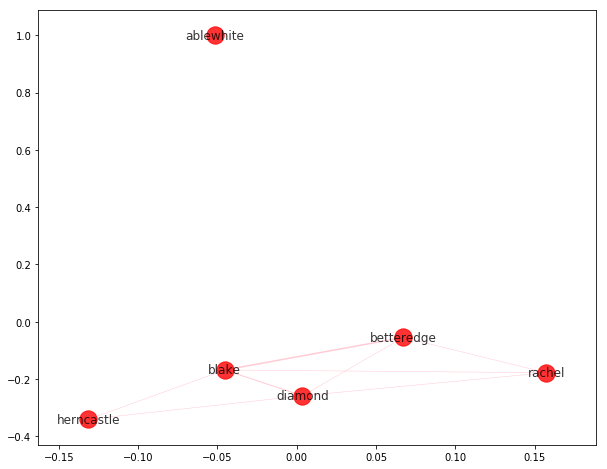 1.0
ablewhite
0.8
0.6
0.4
0.2
0.0
betteredge
−0.2
blake
rachel
diamond
herncastle
−0.4
−0.15 −0.10 −0.05 0.00 0.05 0.10 0.15